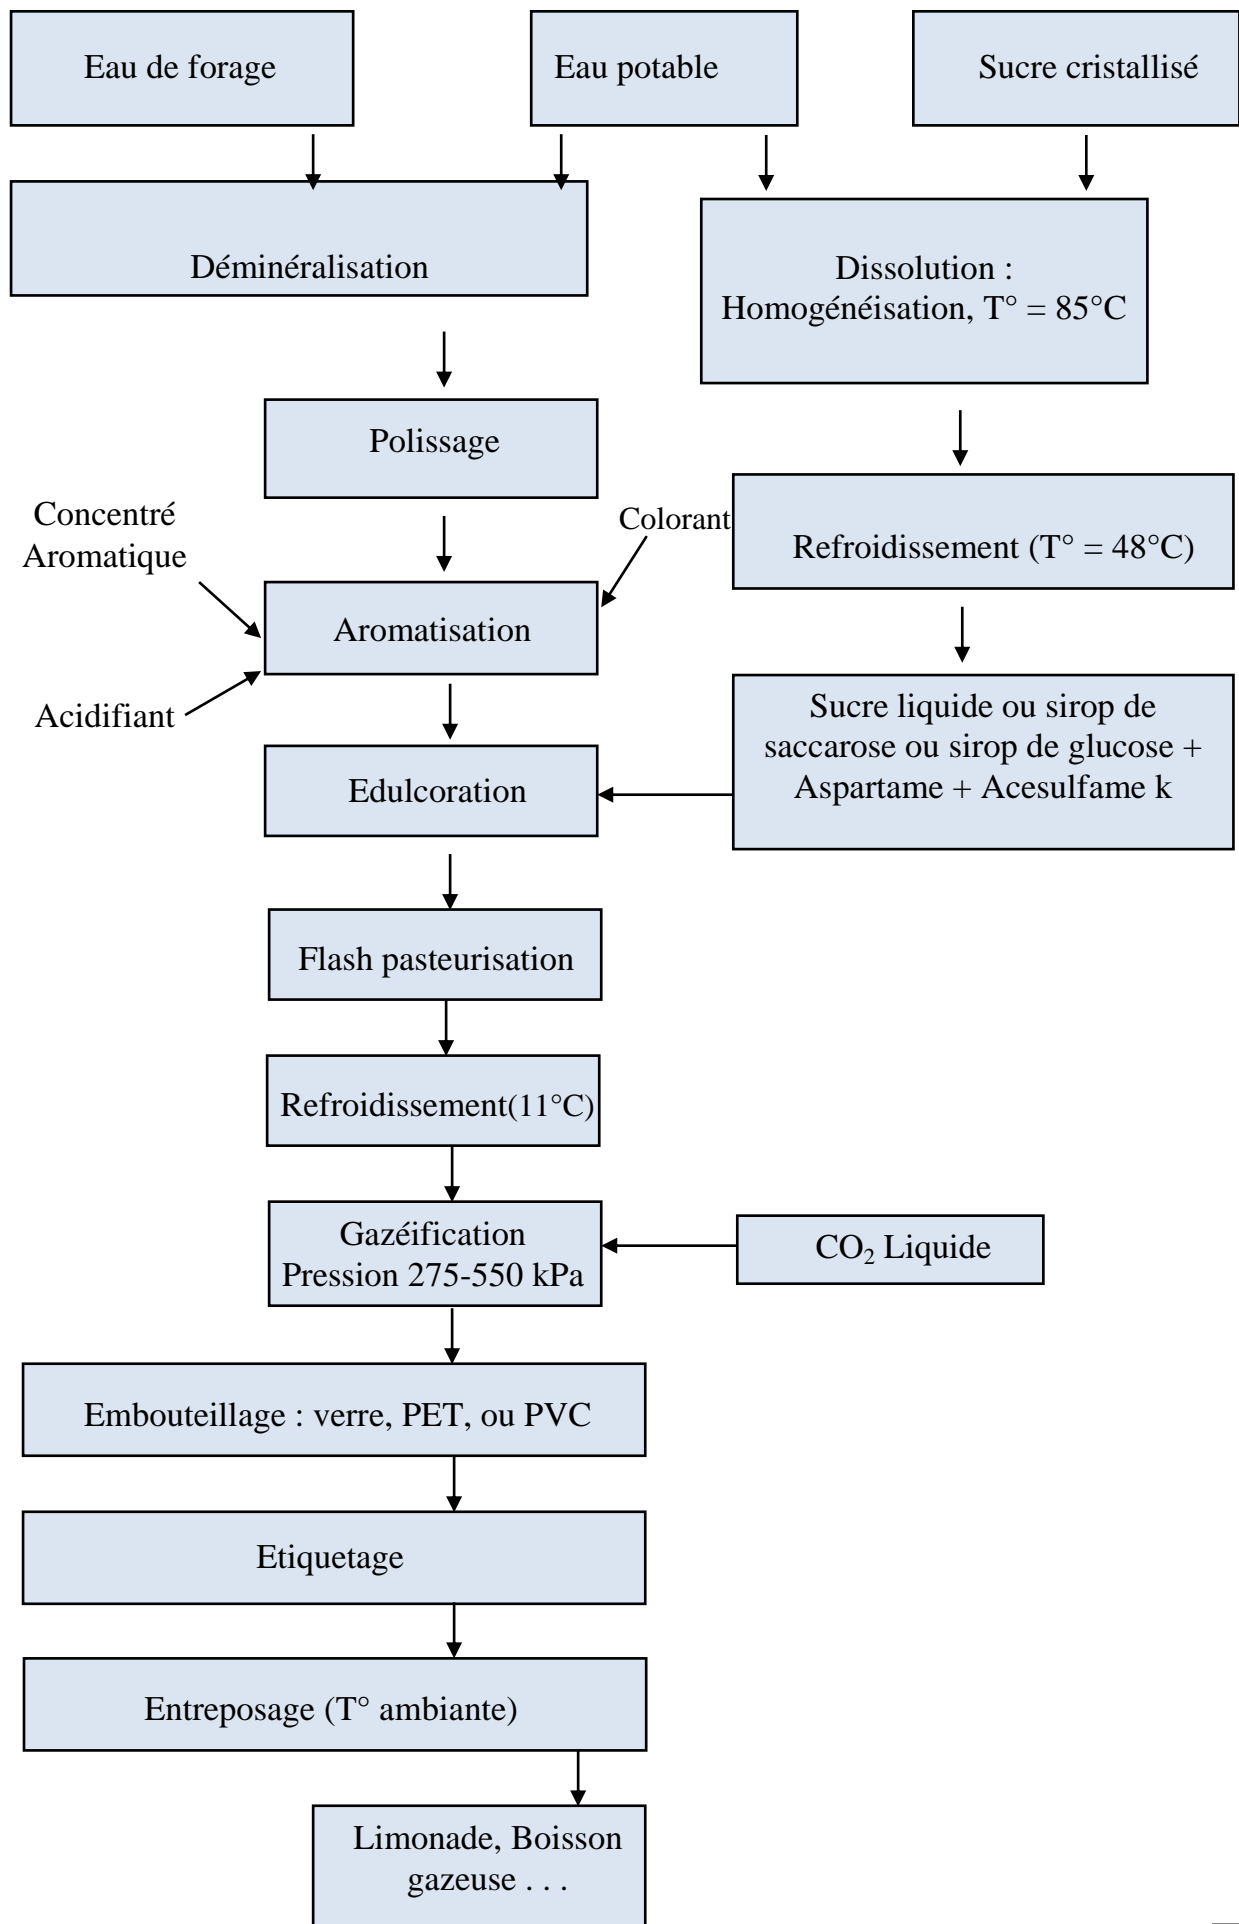 Eau de forage
Eau potable
Sucre cristallisé
Déminéralisation
Dissolution :
Homogénéisation, T° = 85°C
Polissage
Concentré
Aromatique
Colorant
Refroidissement (T° = 48°C)
Aromatisation
Acidifiant
Sucre liquide ou sirop de
saccarose ou sirop de glucose +
Aspartame + Acesulfame k
Edulcoration
Flash pasteurisation
Refroidissement(11°C)
Gazéification
Pression 275-550 kPa
CO₂ Liquide
Embouteillage : verre, PET, ou PVC
Etiquetage
Entreposage (T° ambiante)
Limonade, Boisson
gazeuse . . .